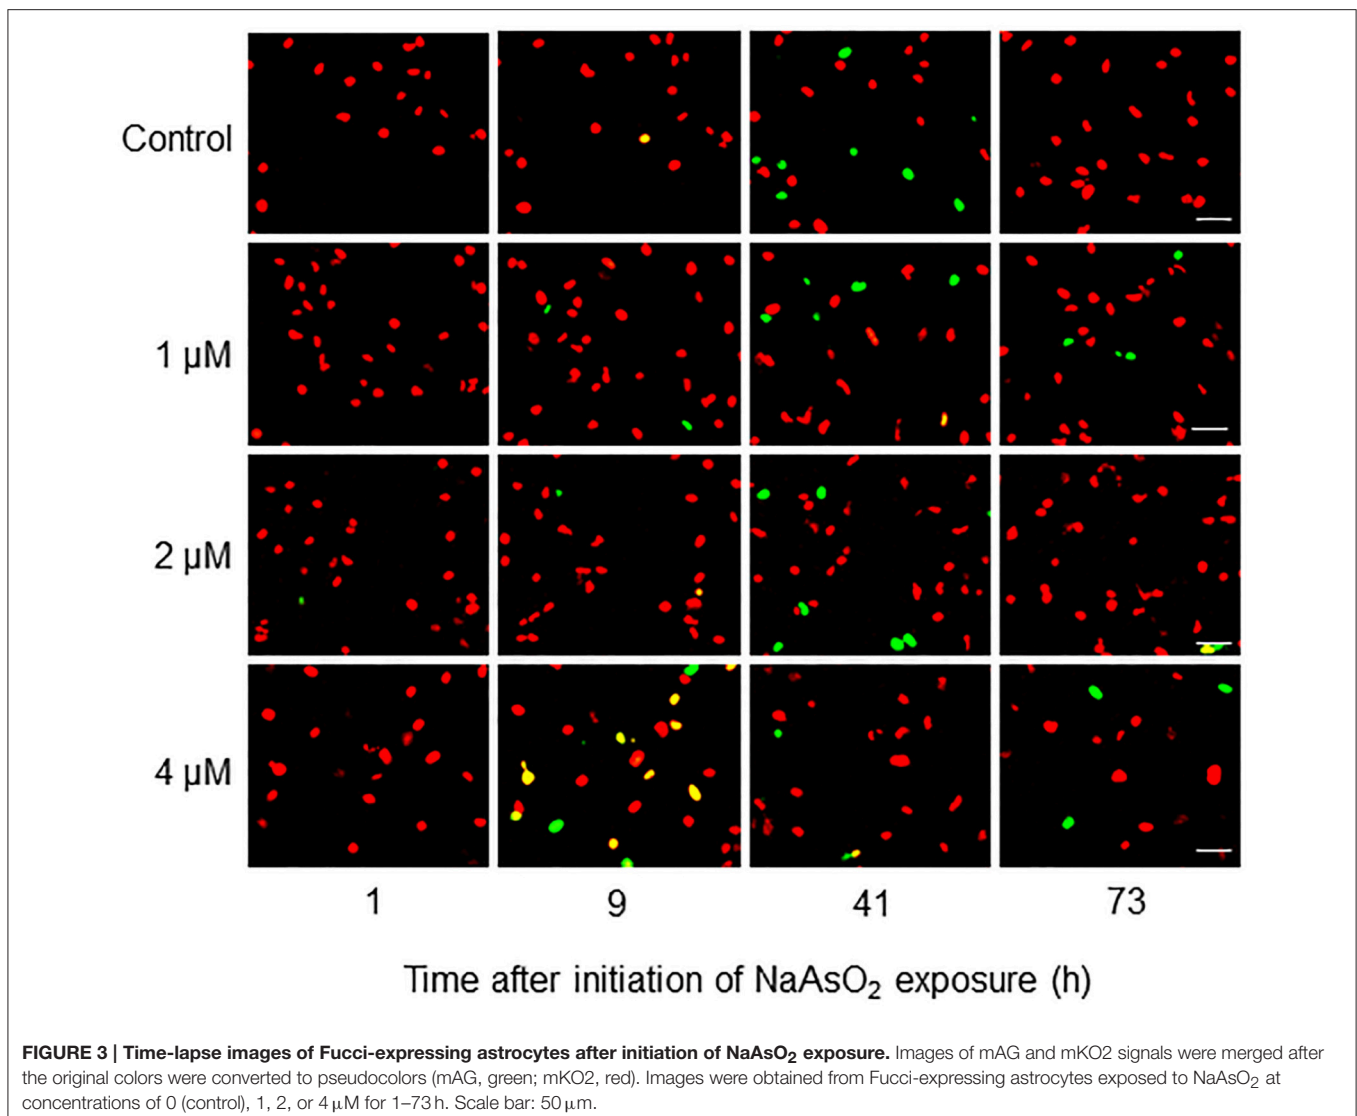 Control
1 µM
2 µM
4 µM
1 9 41 73
Time after initiation of NaAsO₂ exposure (h)
FIGURE 3 | Time-lapse images of Fucci-expressing astrocytes after initiation of NaAsO₂ exposure. Images of mAG and mKO2 signals were merged after
the original colors were converted to pseudocolors (mAG, green; mKO2, red). Images were obtained from Fucci-expressing astrocytes exposed to NaAsO₂ at
concentrations of 0 (control), 1, 2, or 4 µM for 1–73 h. Scale bar: 50 µm.